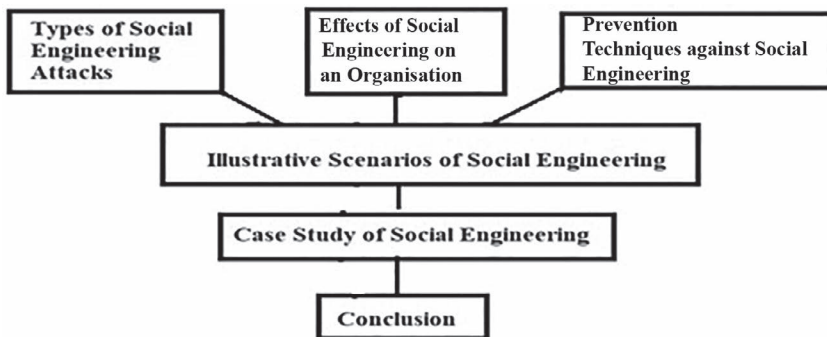 Types of Social
Engineering
Attacks
Effects of Social
Engineering on
an Organisation
Prevention
Techniques against Social
Engineering
Illustrative Scenarios of Social Engineering
Case Study of Social Engineering
Conclusion